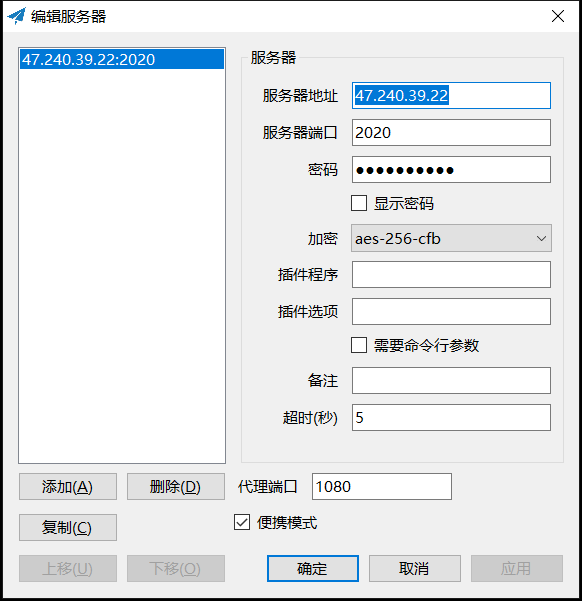 编辑服务器
47.240.39.22:2020
服务器
服务器地址 47.240.39.22
服务器端口 2020
密码 ●●●●●●●●●●
显示密码
加密 aes-256-cfb
插件程序
插件选项
需要命令行参数
备注
超时(秒) 5
添加(A) 删除(D) 代理端口 1080
复制(C) 便携模式
上移(U) 下移(O) 确定 取消 应用